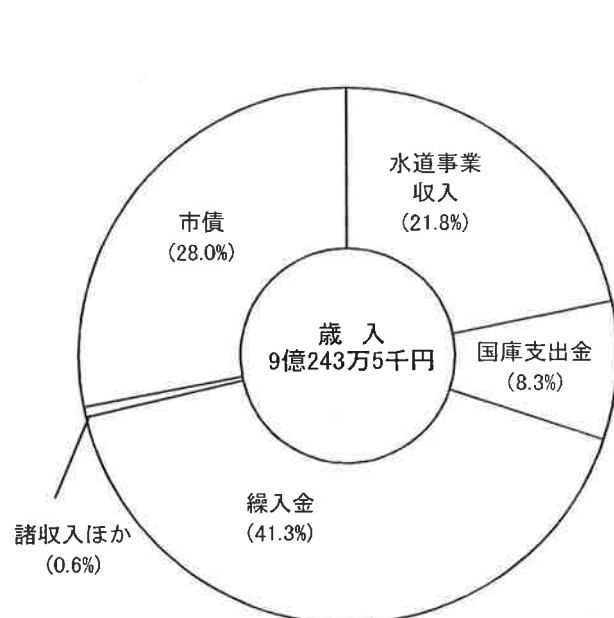 水道事業
収入
(21.8%)
市債
(28.0%)
歳 入
9億243万5千円
国庫支出金
(8.3%)
繰入金
(41.3%)
諸収入ほか
(0.6%)